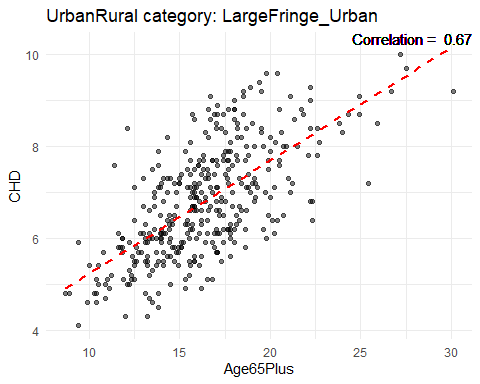 UrbanRural category: LargeFringe_Urban
Correlation = 0.67
10
8
6
4
CHD
10 15 20 25 30
Age65Plus